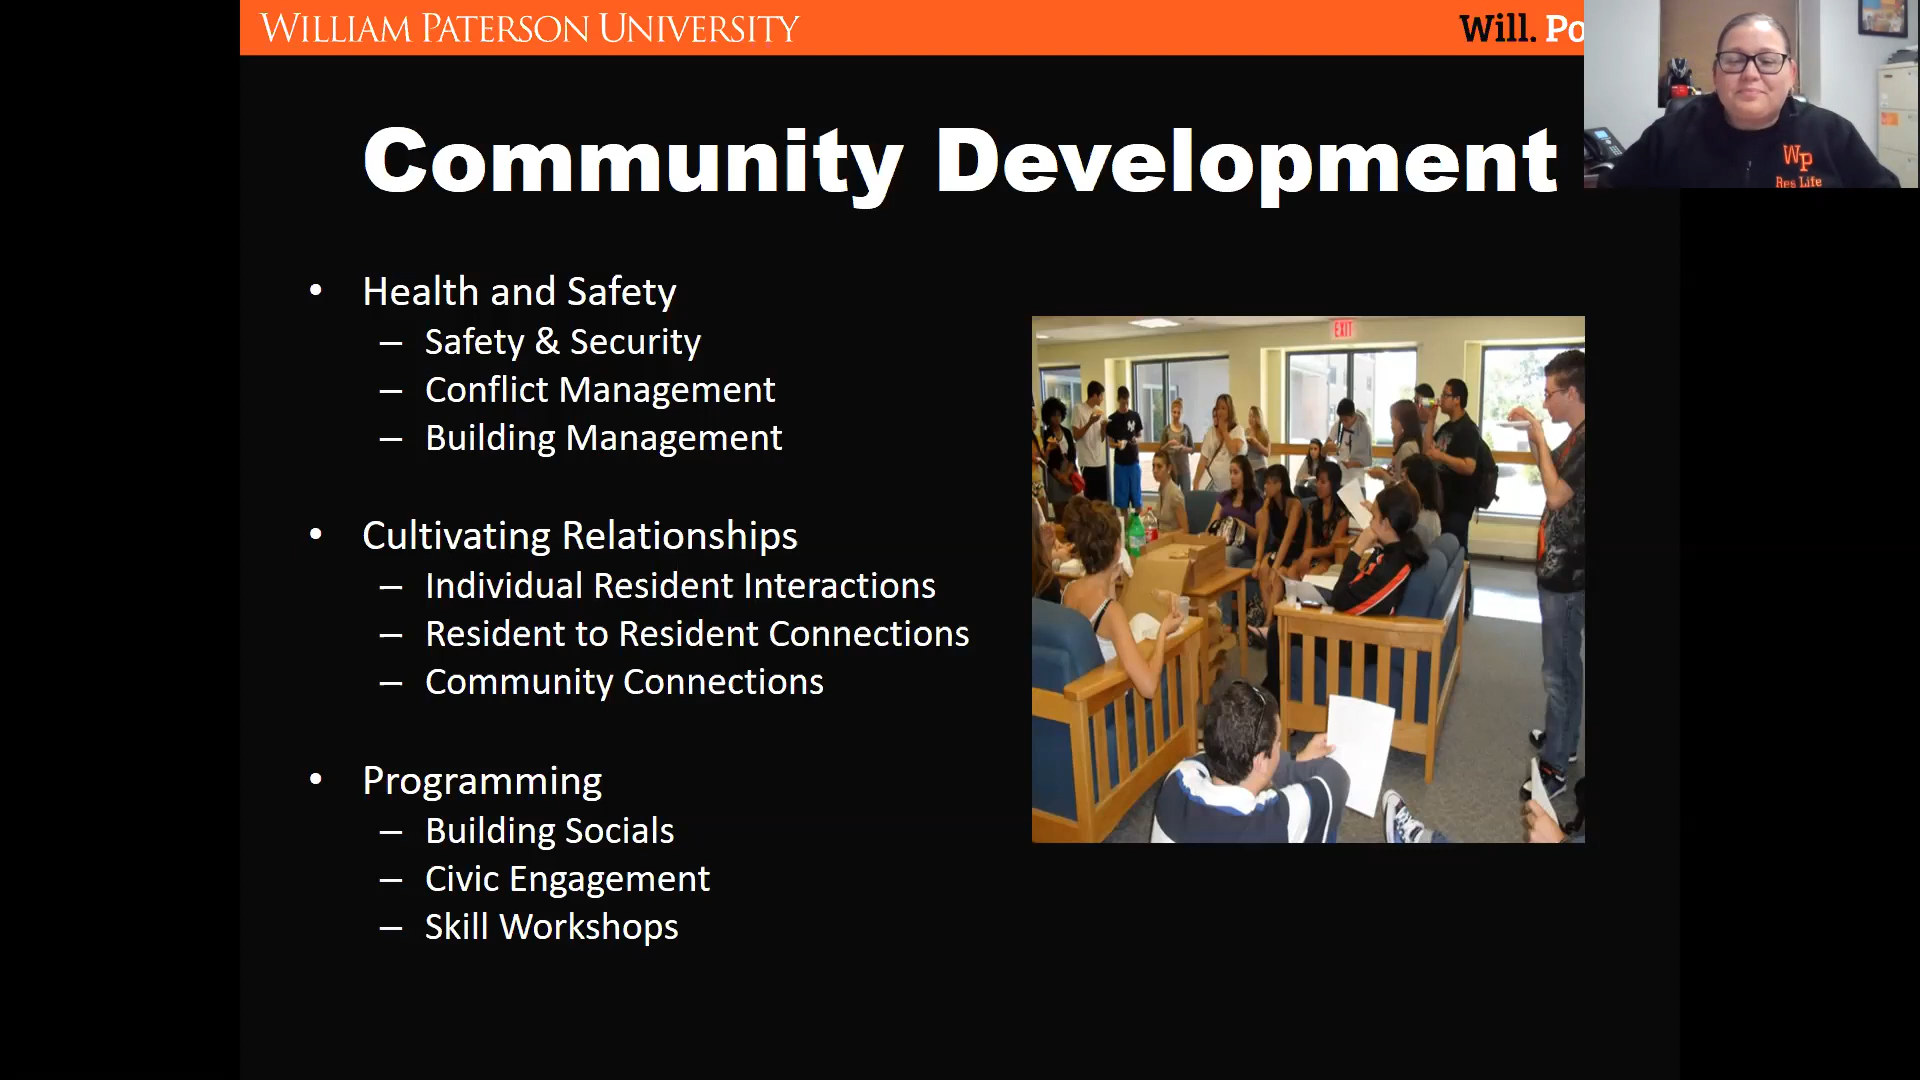 WILLIAM PATERSON UNIVERSITY
Will. Po
Community Development
• Health and Safety
– Safety & Security
– Conflict Management
– Building Management
• Cultivating Relationships
– Individual Resident Interactions
– Resident to Resident Connections
– Community Connections
• Programming
– Building Socials
– Civic Engagement
– Skill Workshops
EXIT
WP
Res Life